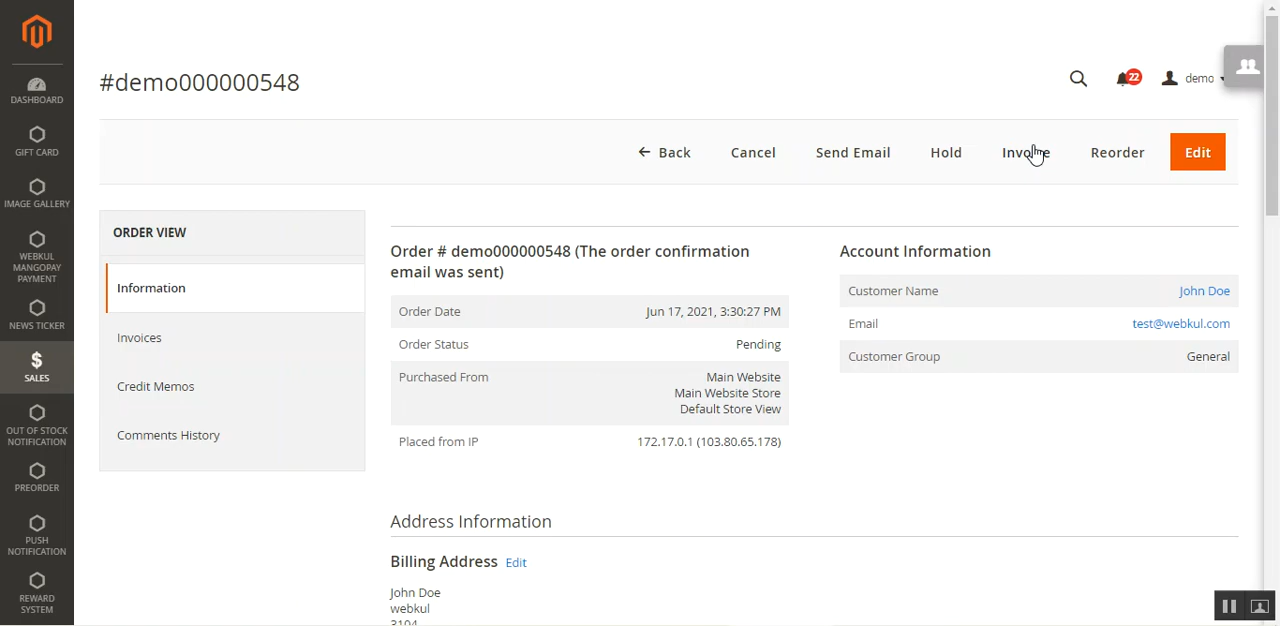 #demo000000548
22
demo
DASHBOARD
GIFT CARD
IMAGE GALLERY
WEBKUL
MANGOPAY
PAYMENT
NEWS TICKER
$
SALES
OUT OF STOCK
NOTIFICATION
PREORDER
PUSH
NOTIFICATION
REWARD
SYSTEM
Back
Cancel
Send Email
Hold
Invoice
Reorder
Edit
ORDER VIEW
Information
Invoices
Credit Memos
Comments History
Order # demo000000548 (The order confirmation
email was sent)
Order Date Jun 17, 2021, 3:30:27 PM
Order Status Pending
Purchased From Main Website
Main Website Store
Default Store View
Placed from IP 172.17.0.1 (103.80.65.178)
Account Information
Customer Name John Doe
Email test@webkul.com
Customer Group General
Address Information
Billing Address Edit
John Doe
webkul
3104